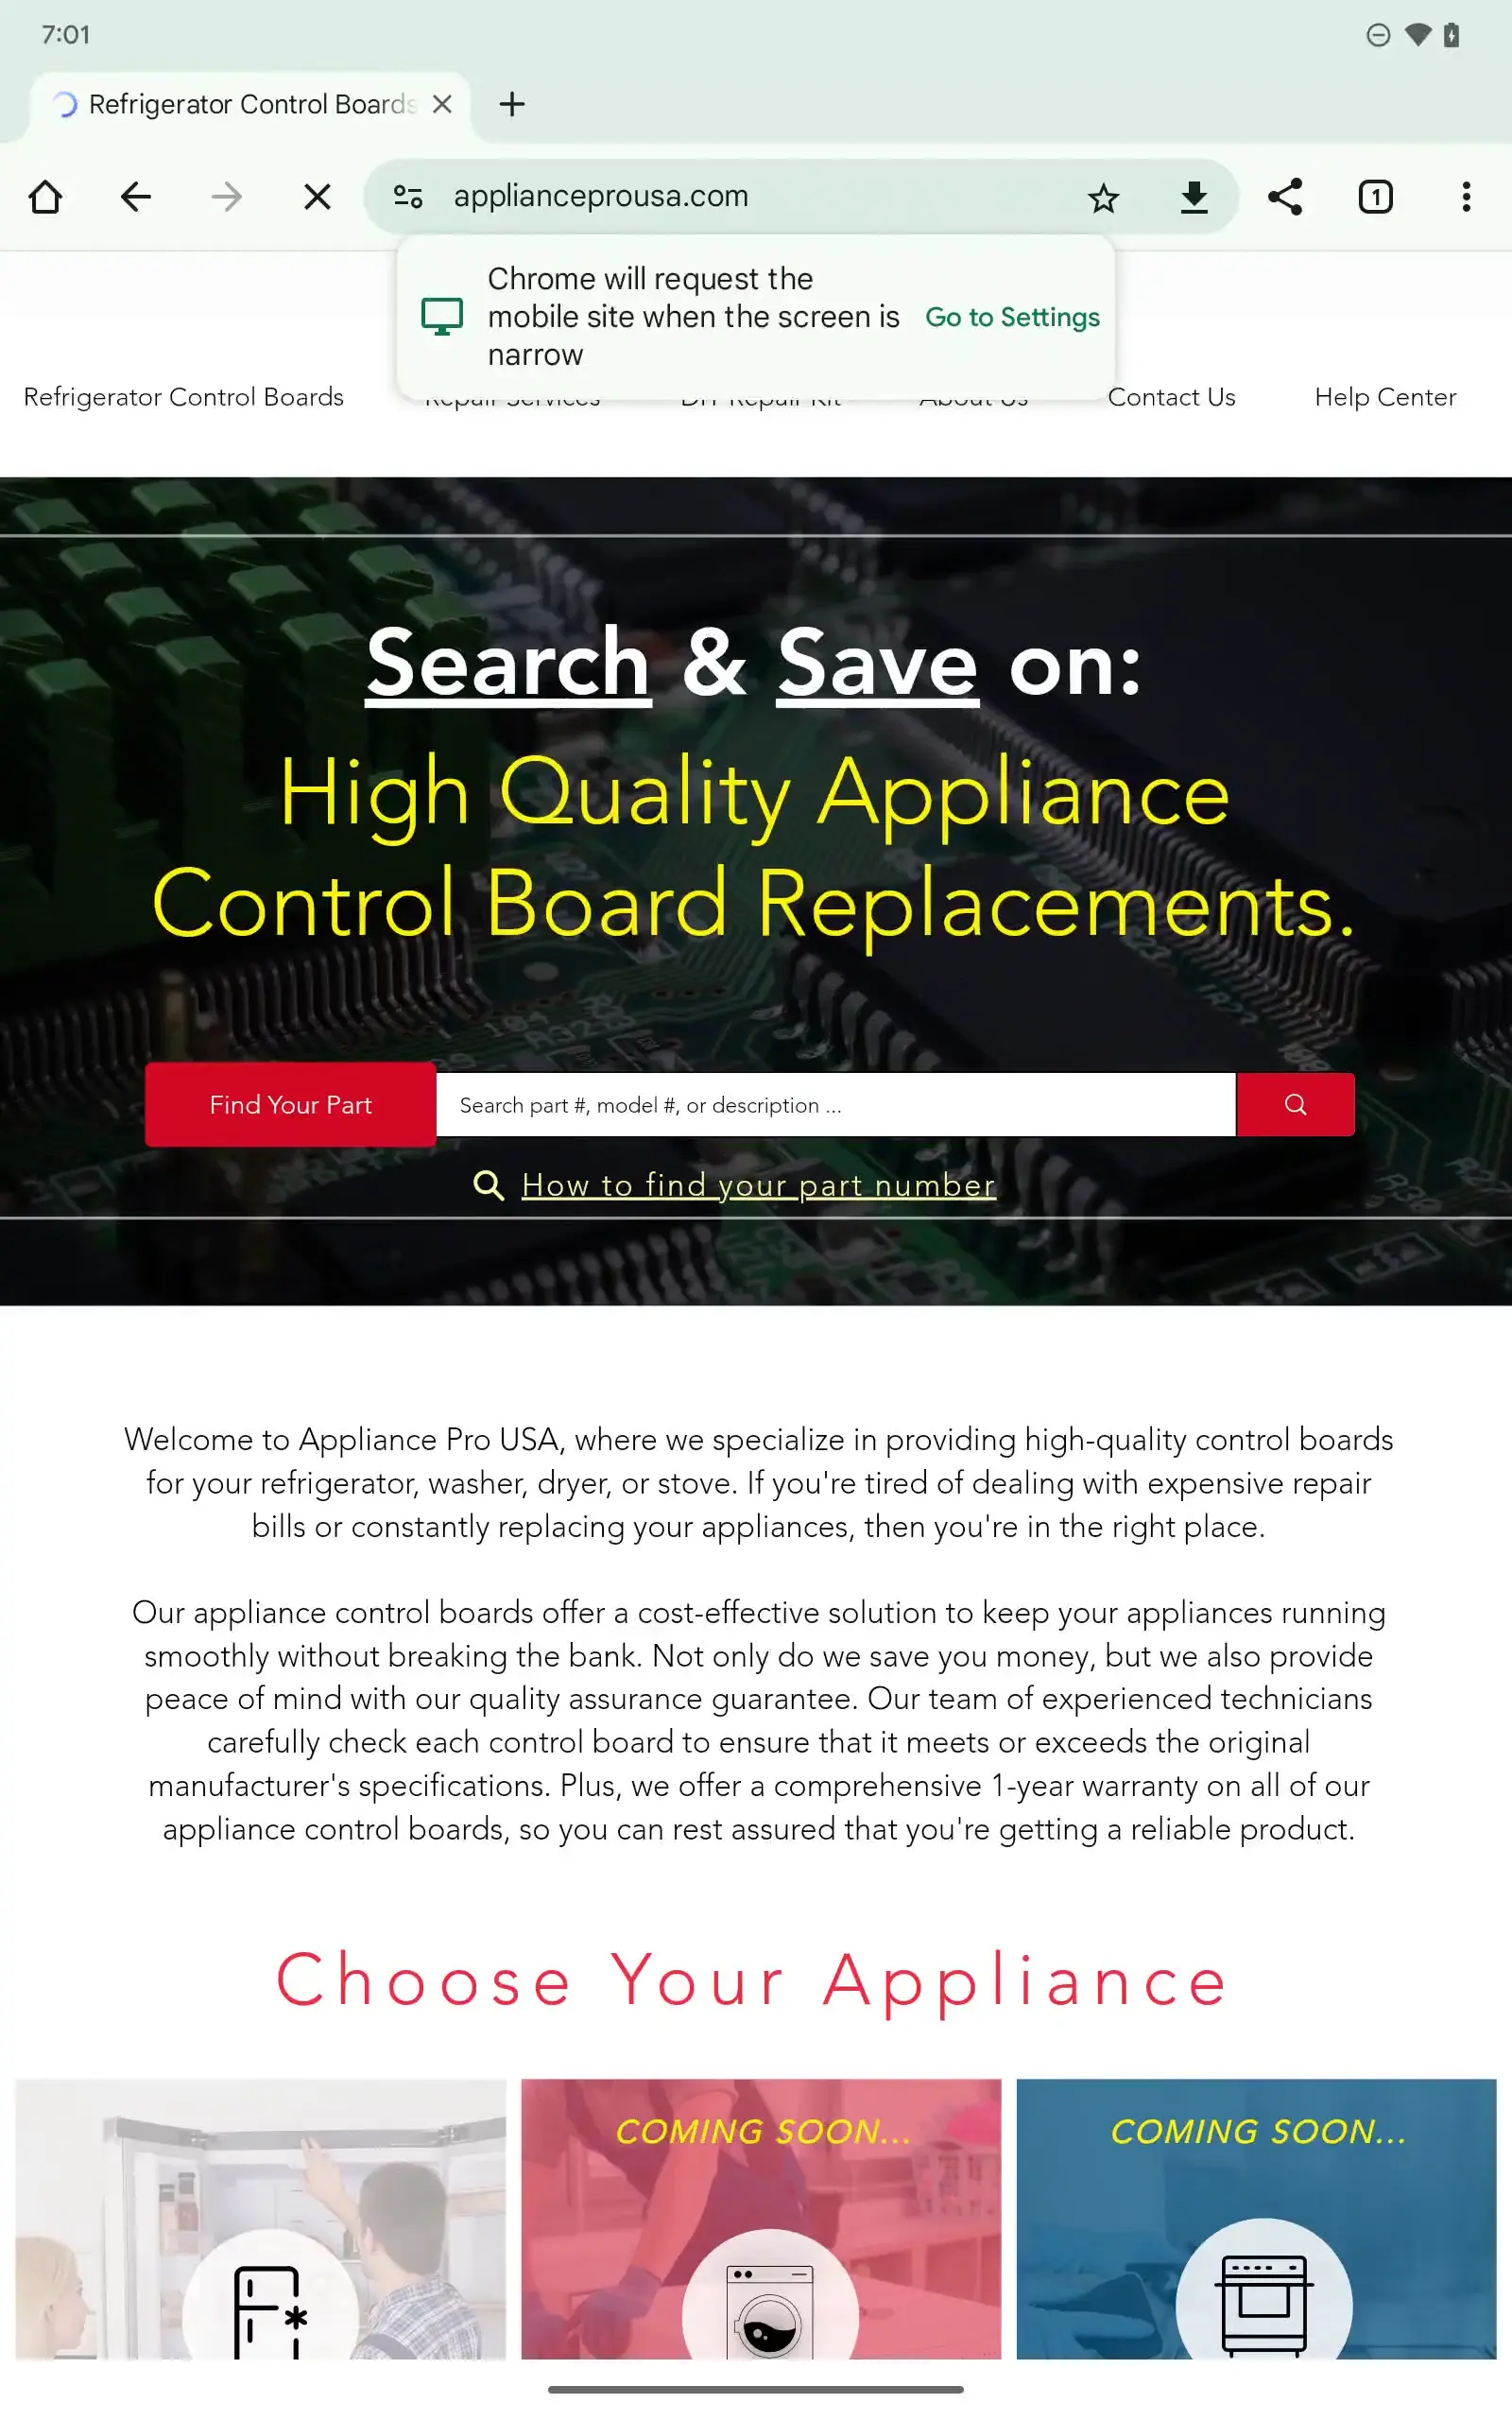 7:01
Refrigerator Control Boards
applianceprousa.com
1
Chrome will request the
mobile site when the screen is
narrow
Go to Settings
Refrigerator Control Boards
Repair Services
DIY Repair Kit
About Us
Contact Us
Help Center
Search & Save on:
High Quality Appliance
Control Board Replacements.
Find Your Part
Search part #, model #, or description ...
How to find your part number
Welcome to Appliance Pro USA, where we specialize in providing high-quality control boards
for your refrigerator, washer, dryer, or stove. If you're tired of dealing with expensive repair
bills or constantly replacing your appliances, then you're in the right place.
Our appliance control boards offer a cost-effective solution to keep your appliances running
smoothly without breaking the bank. Not only do we save you money, but we also provide
peace of mind with our quality assurance guarantee. Our team of experienced technicians
carefully check each control board to ensure that it meets or exceeds the original
manufacturer's specifications. Plus, we offer a comprehensive 1-year warranty on all of our
appliance control boards, so you can rest assured that you're getting a reliable product.
Choose Your Appliance
COMING SOON...
COMING SOON...